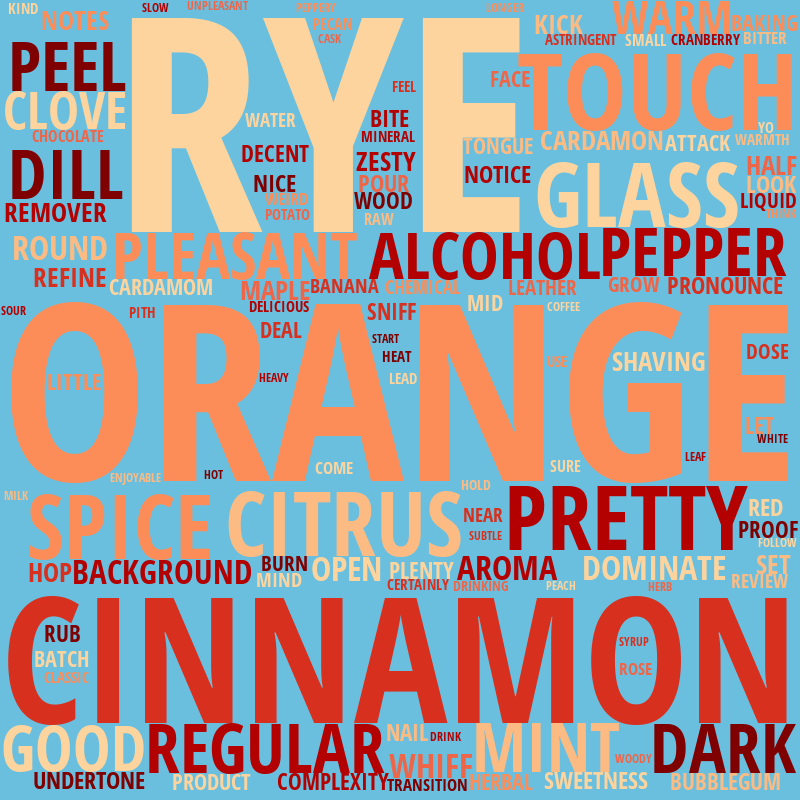 KIND
NOTES
SLOW
UNPLEASANT
PECAN
CASK
KICK
WARM
BAKING
PEEL
RYE
FEEL
FACE
ASTRINGENT
SMALL
CRANBERRY
BITTER
TOUCH
CLOVE
CHOCOLATE
WATER
BITE
MINERAL
TONGUE
CARDAMON
ATTACK
YO
WARMTH
DILL
DECENT
ZESTY
NOTICE
GLASS
HALF
LOOK
LIQUID
REMOVER
NICE
WEIRD
POTATO
POUR
WOOD
RAW
ROUND
PLEASANT
ALCOHOL
PEPPER
REFINE
CARDAMOM
MAPLE
BANANA
CHEMICAL
LEATHER
GROW
PRONOUNCE
SOUR
PITH
DELICIOUS
DEAL
SNIFF
MID
COFFEE
ORANGE
START
HEAT
LITTLE
HEAVY
LEAD
USE
SHAVING
DOSE
LET
WHITE
LEAF
ENJOYABLE
HOT
COME
SURE
MILK
SPICE
CITRUS
HOLD
NEAR
SUBTLE
PRETTY
RED
PROOF
FOLLOW
HOP
BACKGROUND
BURN
MIND
OPEN
PLENTY
AROMA
DOMINATE
SET
REVIEW
CERTAINLY
DRINKING
PEACH
HERB
CINNAMON
RUB
BATCH
CLASSIC
SYRUP
ROSE
GOOD
REGULAR
NAIL
DRINK
WHIFF
MINT
WOODY
DARK
UNDERTONE
PRODUCT
COMPLEXITY
TRANSITION
HERBAL
SWEETNESS
BUBBLEGUM